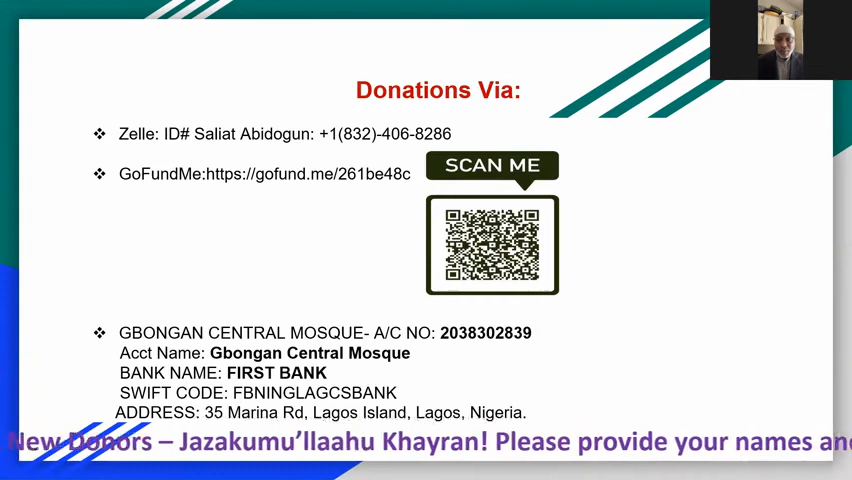 Donations Via:
❖ Zelle: ID# Saliat Abidogun: +1(832)-406-8286
❖ GoFundMe:https://gofund.me/261be48c
SCAN ME
❖ GBONGAN CENTRAL MOSQUE- A/C NO: 2038302839
Acct Name: Gbongan Central Mosque
BANK NAME: FIRST BANK
SWIFT CODE: FBNINGLAGCSBANK
ADDRESS: 35 Marina Rd, Lagos Island, Lagos, Nigeria.
New Donors – Jazakumu’llaahu Khayran! Please provide your names and